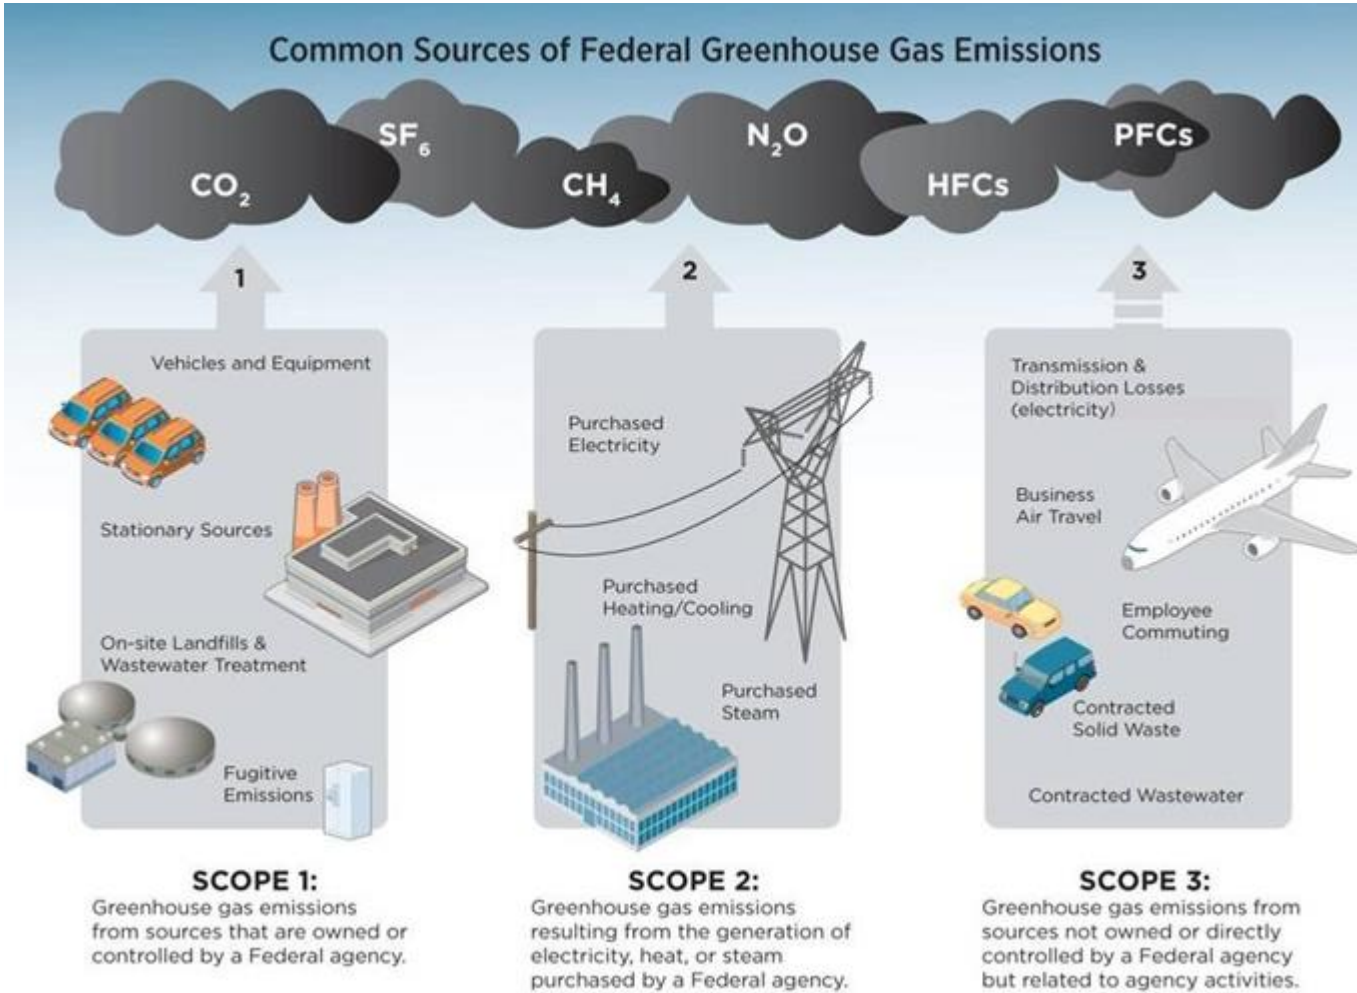 Common Sources of Federal Greenhouse Gas Emissions
CO₂
SF₆
CH₄
N₂O
HFCs
PFCs
1
Vehicles and Equipment
Stationary Sources
On-site Landfills &
Wastewater Treatment
Fugitive
Emissions
SCOPE 1:
Greenhouse gas emissions
from sources that are owned or
controlled by a Federal agency.
2
Purchased
Electricity
Purchased
Heating/Cooling
Purchased
Steam
SCOPE 2:
Greenhouse gas emissions
resulting from the generation of
electricity, heat, or steam
purchased by a Federal agency.
3
Transmission &
Distribution Losses
(electricity)
Business
Air Travel
Employee
Commuting
Contracted
Solid Waste
Contracted Wastewater
SCOPE 3:
Greenhouse gas emissions from
sources not owned or directly
controlled by a Federal agency
but related to agency activities.